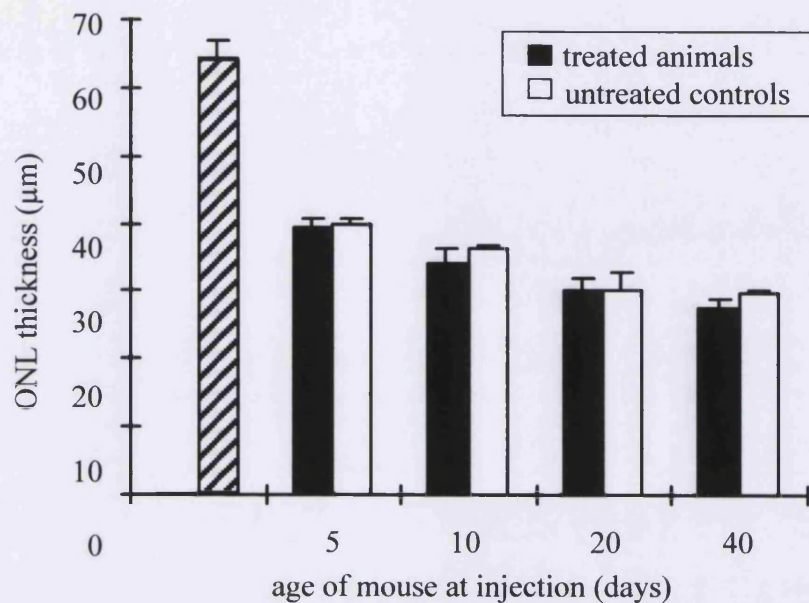 70
60
50
40
30
20
10
0
ONL thickness (µm)
treated animals
untreated controls
5 10 20 40
age of mouse at injection (days)